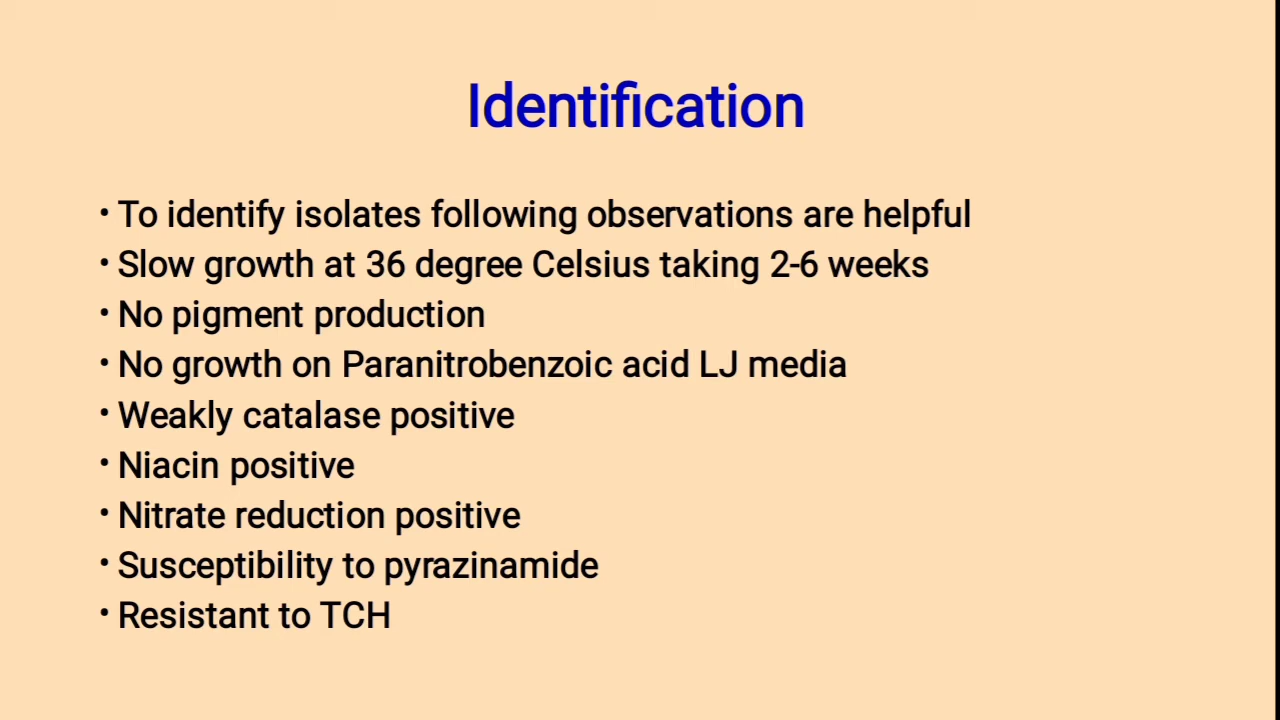 Identification
• To identify isolates following observations are helpful
• Slow growth at 36 degree Celsius taking 2-6 weeks
• No pigment production
• No growth on Paranitrobenzoic acid LJ media
• Weakly catalase positive
• Niacin positive
• Nitrate reduction positive
• Susceptibility to pyrazinamide
• Resistant to TCH